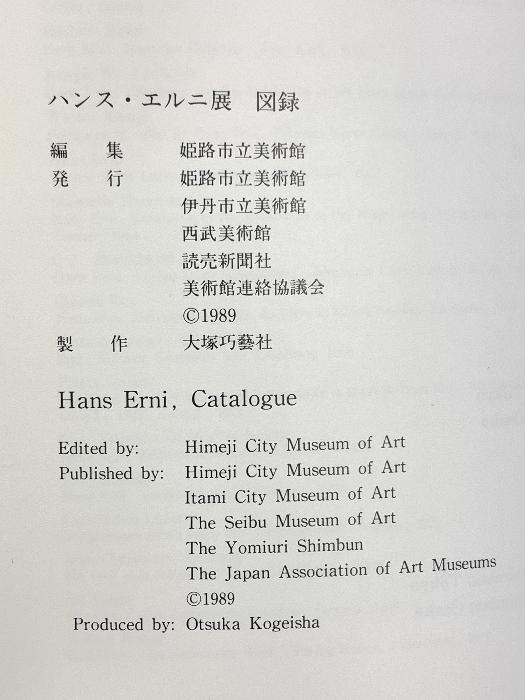 ハンス・エルニ展　図録
編　集　姫路市立美術館
発　行　姫路市立美術館
伊丹市立美術館
西武美術館
読売新聞社
美術館連絡協議会
©1989
製　作　大塚巧藝社
Hans Erni, Catalogue
Edited by: Himeji City Museum of Art
Published by: Himeji City Museum of Art
Itami City Museum of Art
The Seibu Museum of Art
The Yomiuri Shimbun
The Japan Association of Art Museums
©1989
Produced by: Otsuka Kogeisha